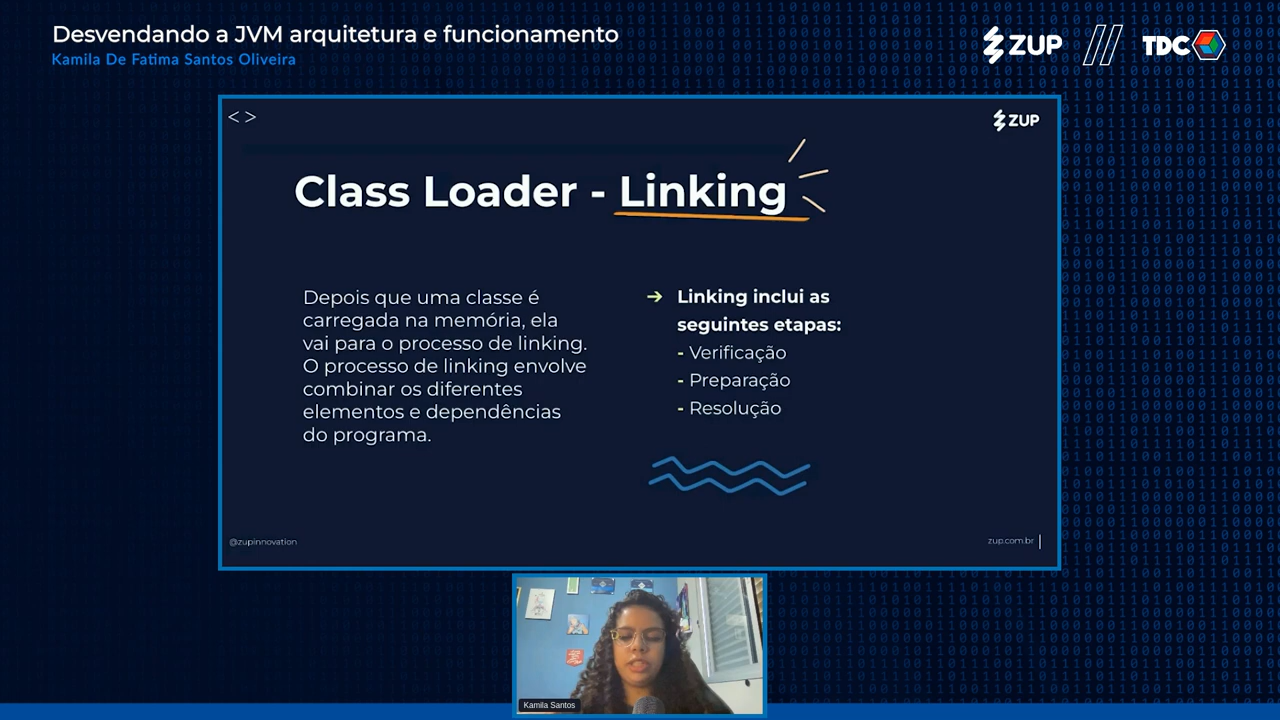 Desvendando a JVM arquitetura e funcionamento
Kamila De Fatima Santos Oliveira
ZUP
TDC
< >
ZUP
Class Loader - Linking
Depois que uma classe é
carregada na memória, ela
vai para o processo de linking.
O processo de linking envolve
combinar os diferentes
elementos e dependências
do programa.
➔ Linking inclui as
seguintes etapas:
- Verificação
- Preparação
- Resolução
@zupinnovation
zup.com.br
Kamila Santos